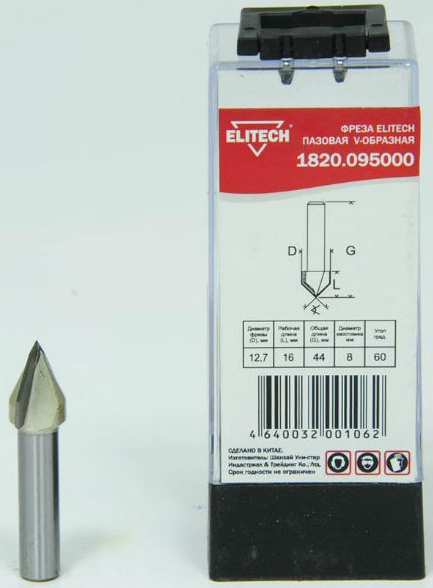 ELITECH
ФРЕЗА ELITECH
ПАЗОВАЯ V-ОБРАЗНАЯ
1820.095000
D
G
L
Диаметр фрезы (D), мм
Рабочая длина (L), мм
Общая длина (G), мм
Диаметр хвостовика мм
Угол град.
12,7 16 44 8 60
4 640032 001062
СДЕЛАНО В КИТАЕ.
Изготовитель: Шанхай Уни-стар
Индастриал & Трейдинг Ко., Лтд.
Срок годности не ограничен